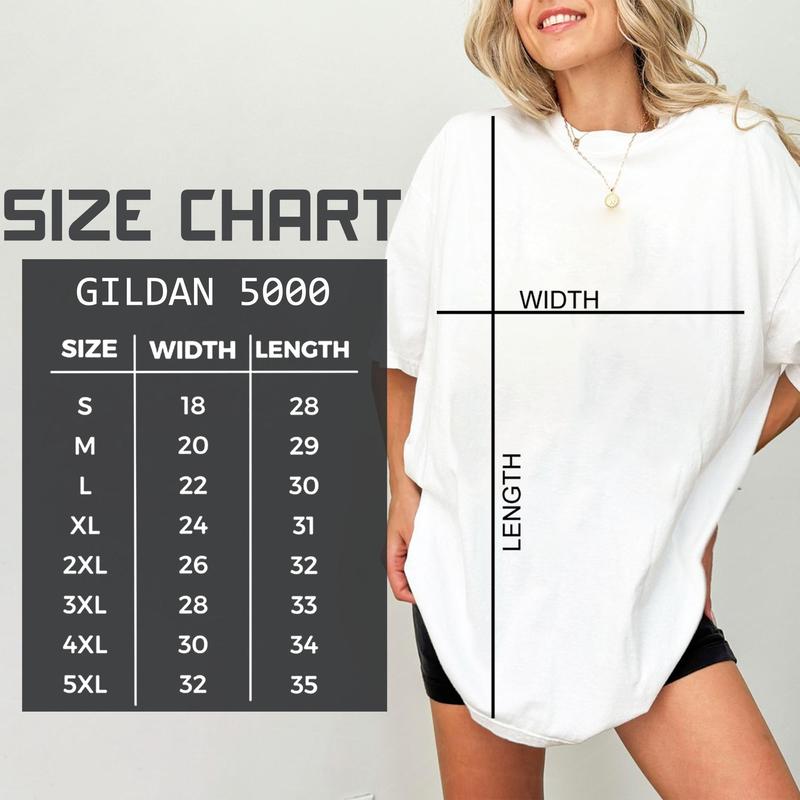 SIZE CHART
GILDAN 5000
SIZE WIDTH LENGTH
S 18 28
M 20 29
L 22 30
XL 24 31
2XL 26 32
3XL 28 33
4XL 30 34
5XL 32 35
WIDTH
LENGTH